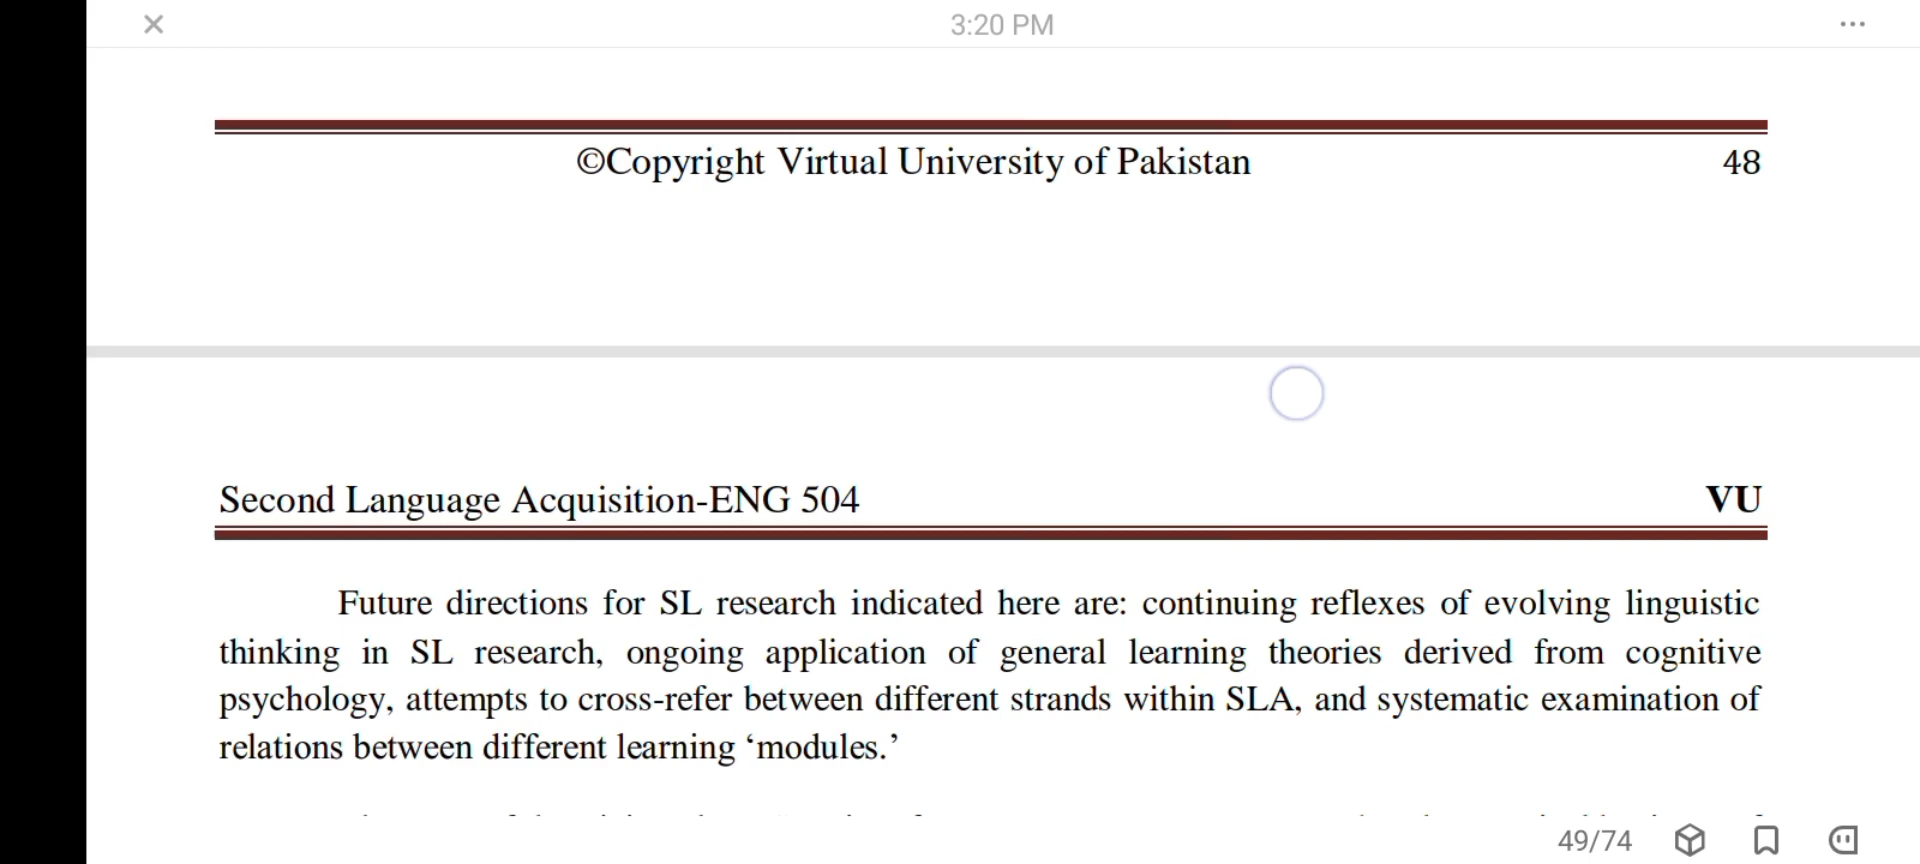 3:20 PM
©Copyright Virtual University of Pakistan 48
Second Language Acquisition-ENG 504 VU
Future directions for SL research indicated here are: continuing reflexes of evolving linguistic
thinking in SL research, ongoing application of general learning theories derived from cognitive
psychology, attempts to cross-refer between different strands within SLA, and systematic examination of
relations between different learning ‘modules.’
49/74